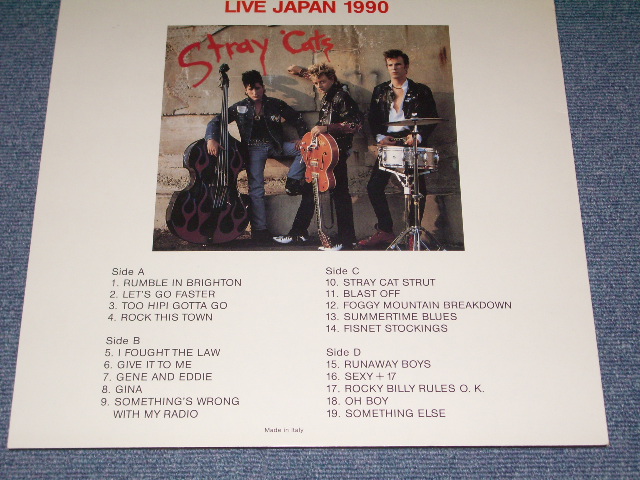 LIVE JAPAN 1990
Stray Cats
Side A
1. RUMBLE IN BRIGHTON
2. LET'S GO FASTER
3. TOO HIP! GOTTA GO
4. ROCK THIS TOWN
Side B
5. I FOUGHT THE LAW
6. GIVE IT TO ME
7. GENE AND EDDIE
8. GINA
9. SOMETHING'S WRONG
WITH MY RADIO
Side C
10. STRAY CAT STRUT
11. BLAST OFF
12. FOGGY MOUNTAIN BREAKDOWN
13. SUMMERTIME BLUES
14. FISNET STOCKINGS
Side D
15. RUNAWAY BOYS
16. SEXY + 17
17. ROCKY BILLY RULES O. K.
18. OH BOY
19. SOMETHING ELSE
Made in Italy